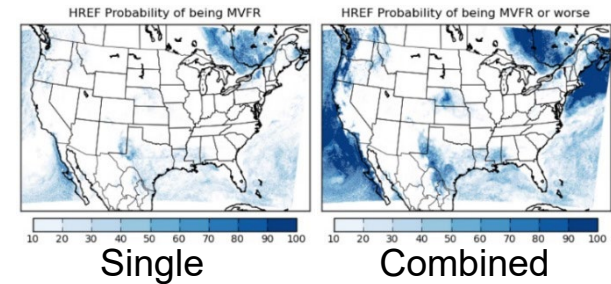 HREF Probability of being MVFR
HREF Probability of being MVFR or worse
10 20 30 40 50 60 70 80 90 100
10 20 30 40 50 60 70 80 90 100
Single
Combined